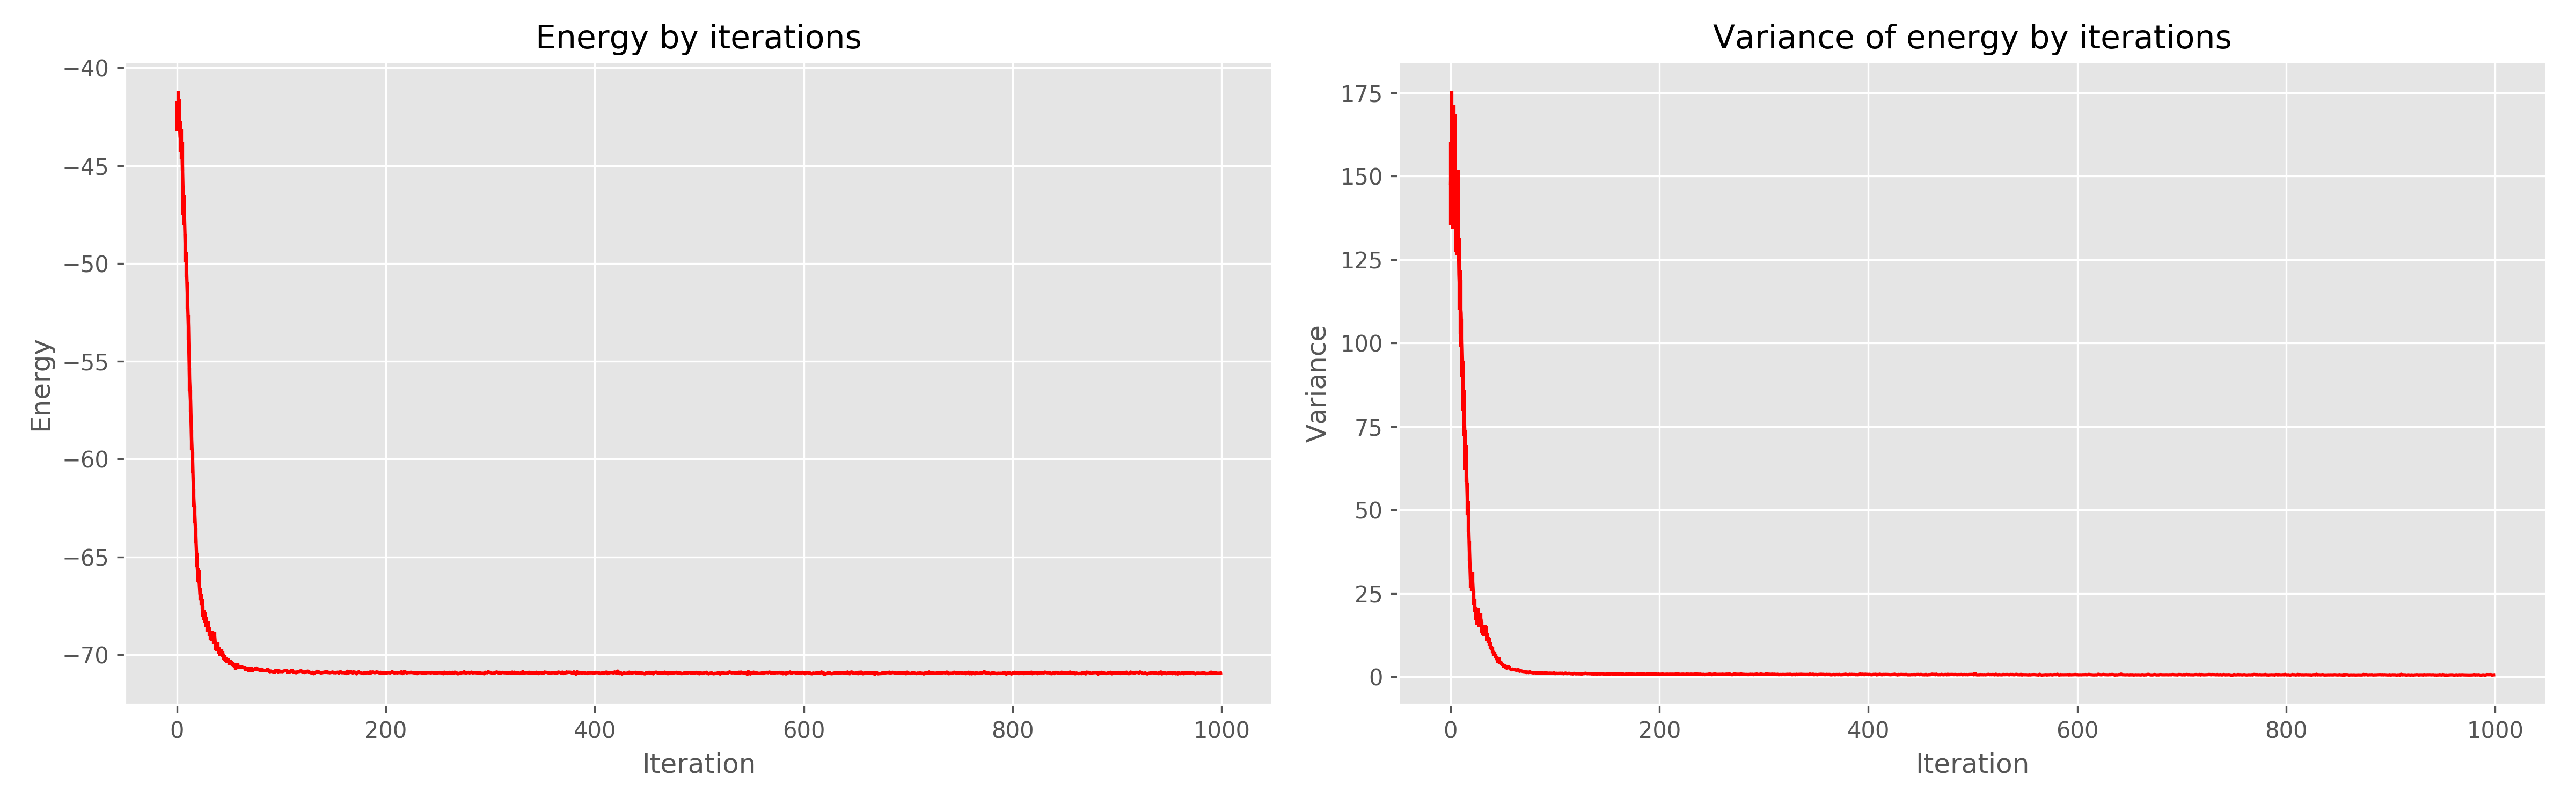 Energy by iterations
−40
−45
−50
−55
−60
−65
−70
Energy
0 200 400 600 800 1000
Iteration
Variance of energy by iterations
175
150
125
100
75
50
25
0
Variance
0 200 400 600 800 1000
Iteration